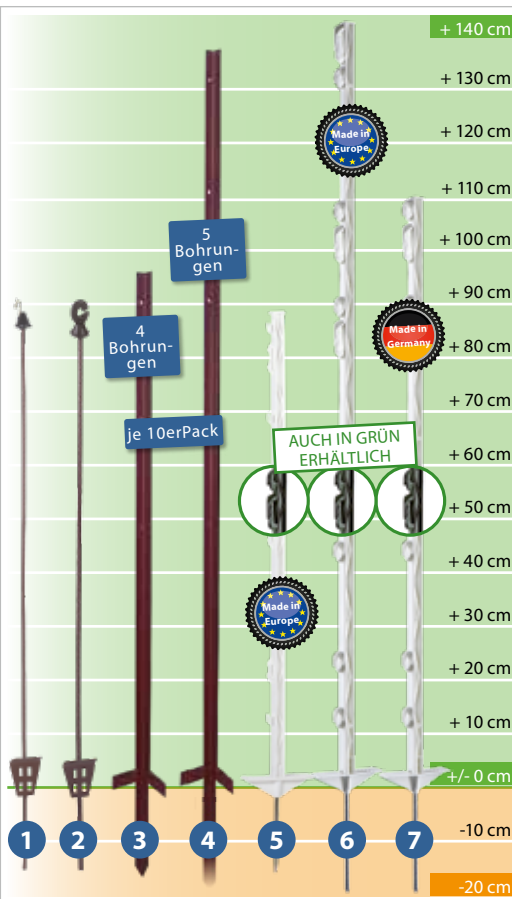 + 140 cm
+ 130 cm
Made in
Europe
+ 120 cm
+ 110 cm
5
Bohrun-
gen
+ 100 cm
+ 90 cm
4
Bohrun-
gen
Made in
Germany
+ 80 cm
+ 70 cm
je 10erPack
AUCH IN GRÜN
ERHÄLTLICH
+ 60 cm
+ 50 cm
+ 40 cm
Made in
Europe
+ 30 cm
+ 20 cm
+ 10 cm
+/- 0 cm
1
2
3
4
5
6
7
-10 cm
-20 cm